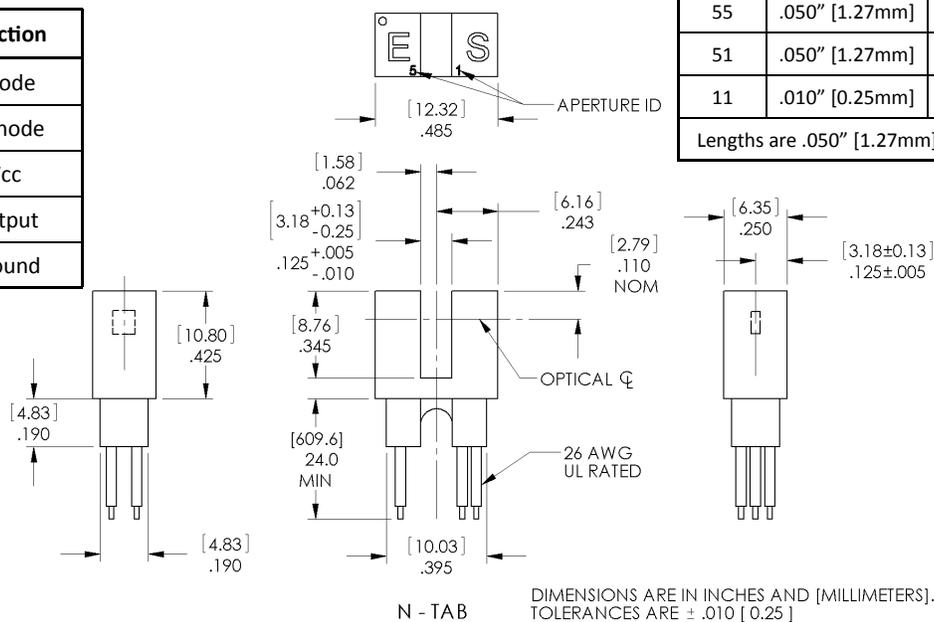 ction
ode
node
cc
tput
ound
E S
5 1
APERTURE ID
[12.32]
.485
55 .050” [1.27mm]
51 .050” [1.27mm]
11 .010” [0.25mm]
Lengths are .050” [1.27mm]
[1.58]
.062
[3.18 +0.13 -0.25]
.125 +.005 -.010
[6.16]
.243
[2.79]
.110
NOM
[6.35]
.250
[3.18±0.13]
.125±.005
[10.80]
.425
[8.76]
.345
OPTICAL ℄
[4.83]
.190
[609.6]
24.0
MIN
26 AWG
UL RATED
[4.83]
.190
[10.03]
.395
N - TAB
DIMENSIONS ARE IN INCHES AND [MILLIMETERS].
TOLERANCES ARE ± .010 [ 0.25 ]